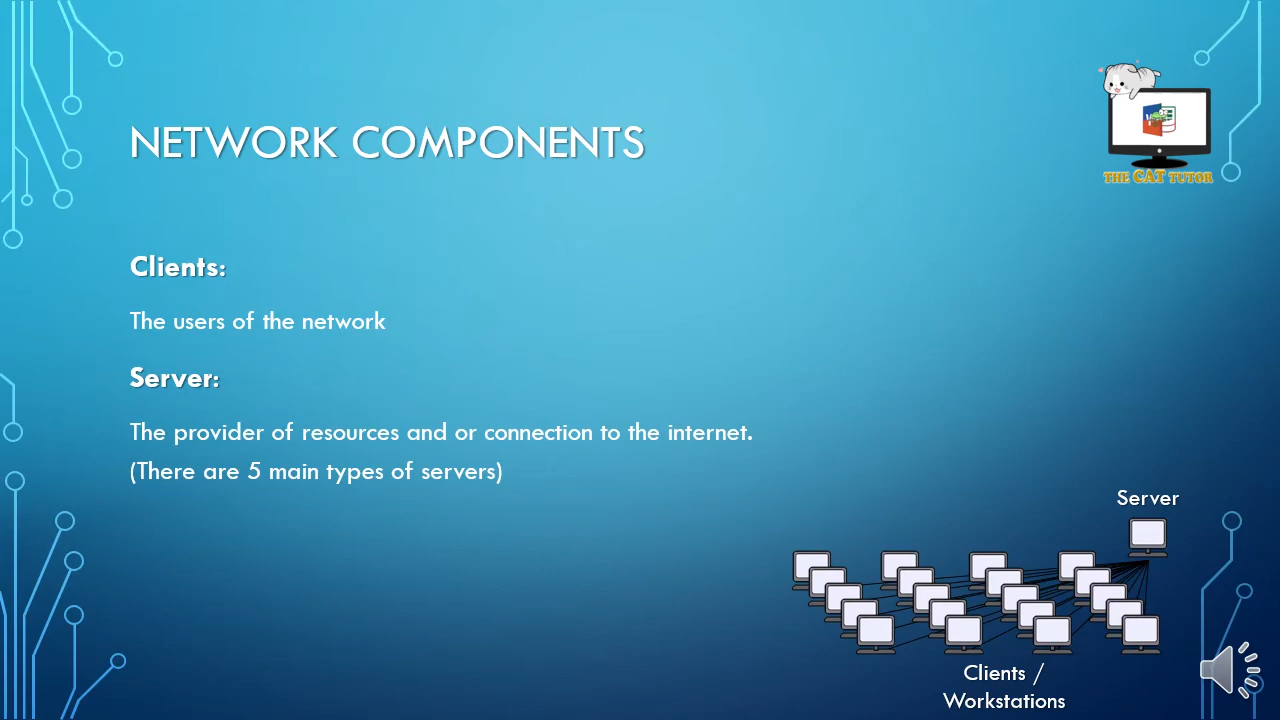 NETWORK COMPONENTS
THE CAT TUTOR
Clients:
The users of the network
Server:
The provider of resources and or connection to the internet.
(There are 5 main types of servers)
Server
Clients /
Workstations